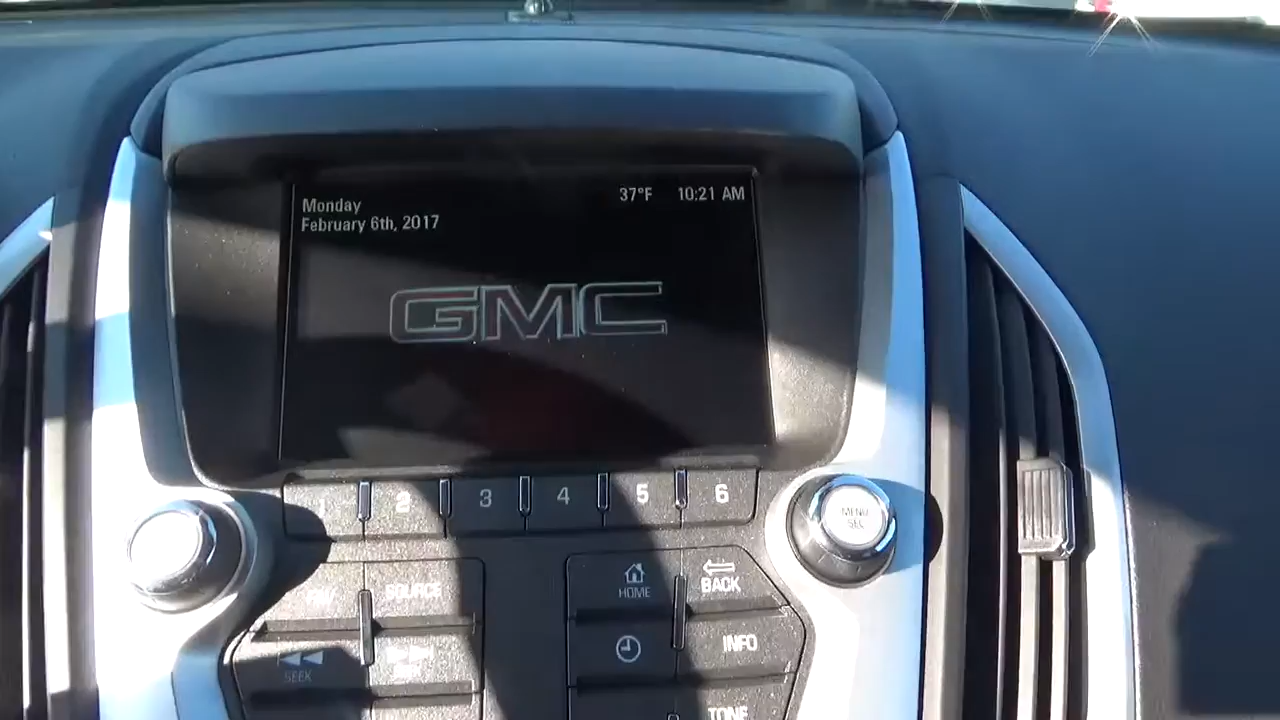 Monday
February 6th, 2017
37°F 10:21 AM
GMC
1 2 3 4 5 6
MENU
SEL
SOURCE
HOME
BACK
SEEK
INFO
TONE